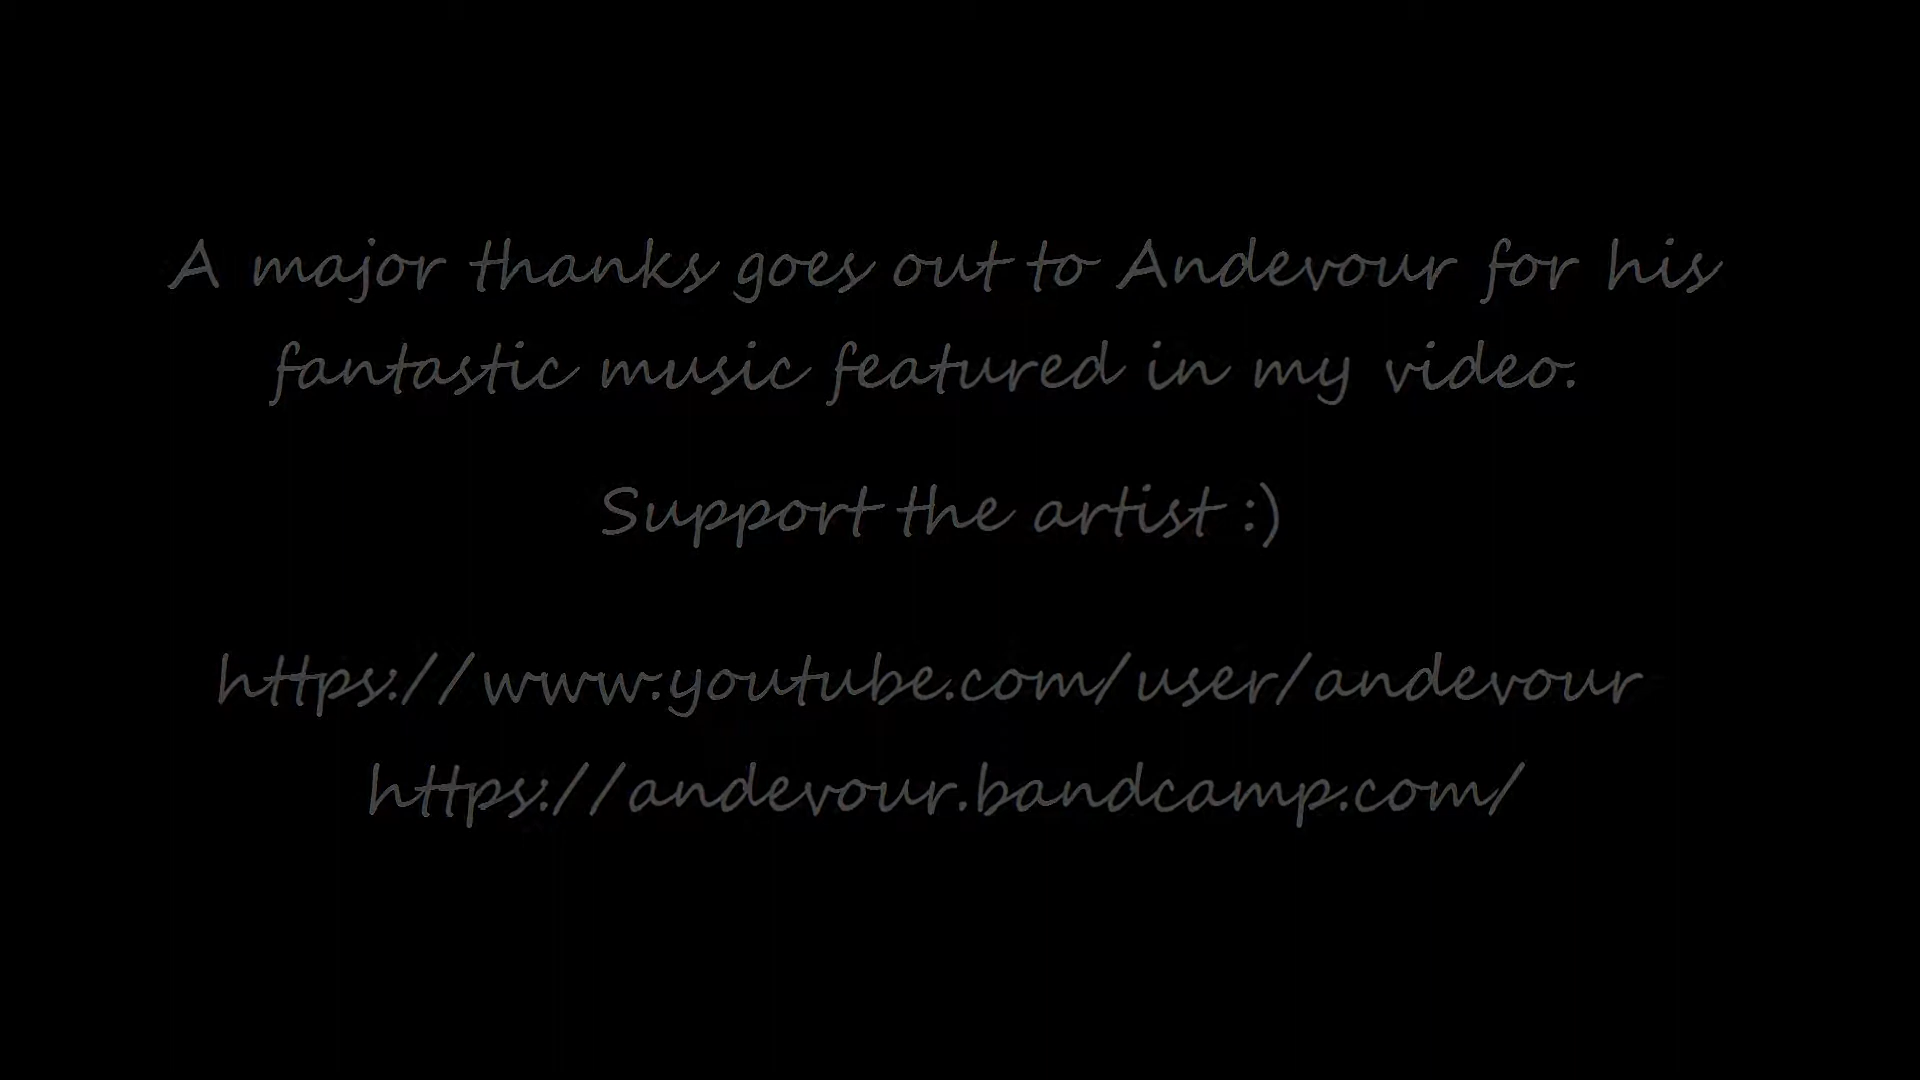 A major thanks goes out to Andevour for his
fantastic music featured in my video.
Support the artist :)
https://www.youtube.com/user/andevour
https://andevour.bandcamp.com/